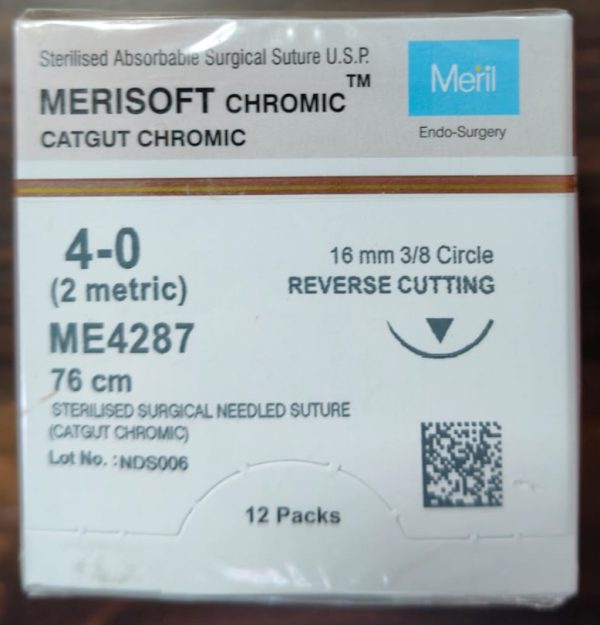 Sterilised Absorbable Surgical Suture U.S.P.
MERISOFT CHROMIC™
CATGUT CHROMIC
Meril
Endo-Surgery
4-0
(2 metric)
ME4287
76 cm
STERILISED SURGICAL NEEDLED SUTURE
(CATGUT CHROMIC)
Lot No. : NDS006
16 mm 3/8 Circle
REVERSE CUTTING
12 Packs